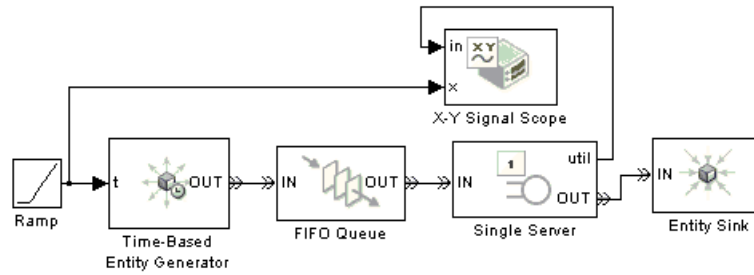 in
XY
x
X-Y Signal Scope
t
OUT
IN
OUT
IN
1
util
OUT
IN
Ramp
Time-Based
Entity Generator
FIFO Queue
Single Server
Entity Sink